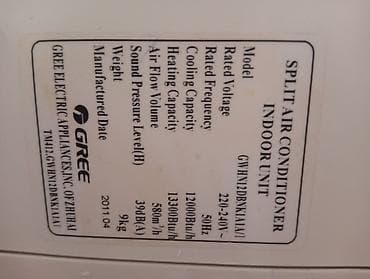 SPLIT AIR CONDITIONER
INDOOR UNIT
Model GWHN12DBNK1A1A/I
Rated Voltage 220-240V~
Rated Frequency 50Hz
Cooling Capacity 12000Btu/h
Heating Capacity 13300Btu/h
Air Flow Volume 580m³/h
Sound Pressure Level(H) 39dB(A)
Weight 9kg
Manufactured Date 2011.04
GREE
GREE ELECTRIC APPLIANCES,INC. OF ZHUHAI